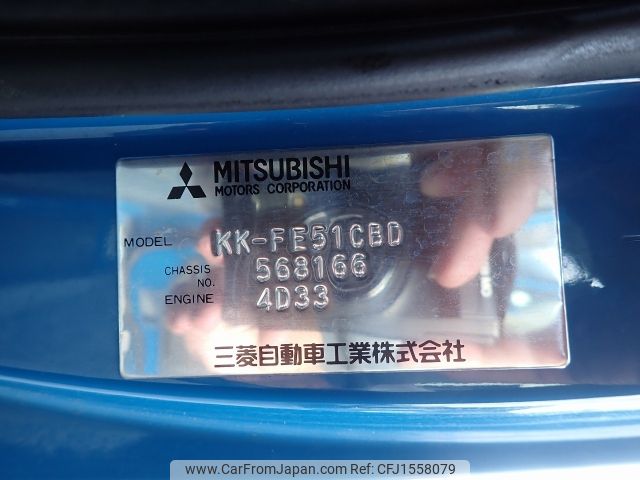 MITSUBISHI
MOTORS CORPORATION
MODEL KK-FE51CBD
CHASSIS NO. 568166
ENGINE 4D33
三菱自動車工業株式会社
www.CarFromJapan.com - CFJ1558079